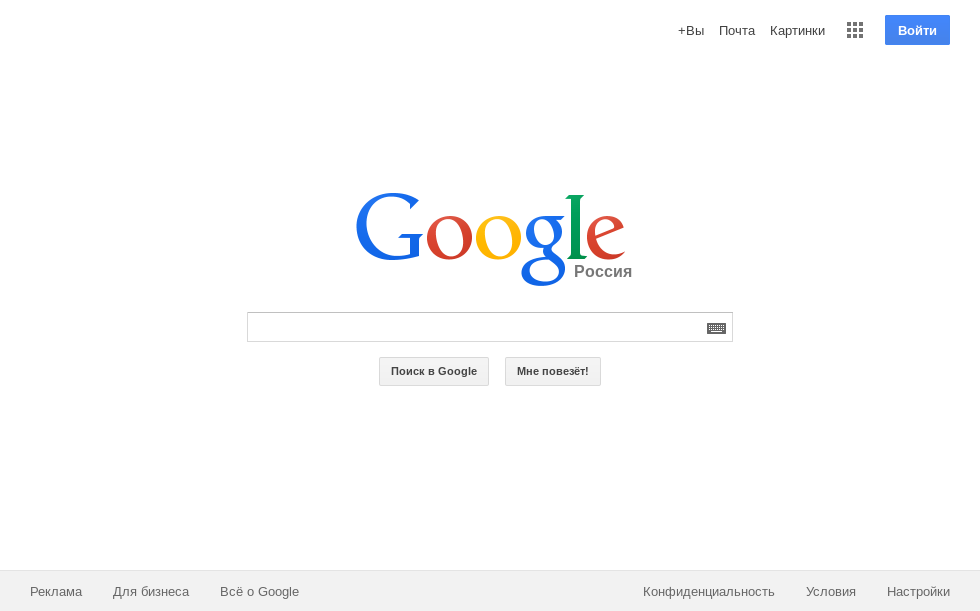 +Вы Почта Картинки Войти
Google
Россия
Поиск в Google Мне повезёт!
Реклама Для бизнеса Всё о Google Конфиденциальность Условия Настройки